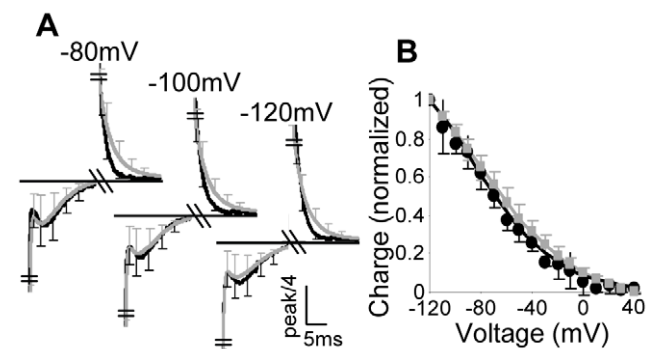 A
-80mV
-100mV
-120mV
peak/4
5ms
B
Charge (normalized)
1
0.8
0.6
0.4
0.2
0
-120 -80 -40 0 40
Voltage (mV)